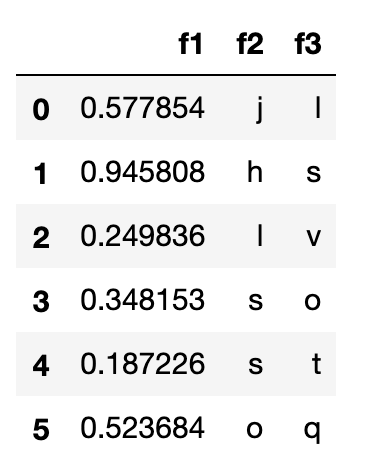 f1 f2 f3
0 0.577854 j l
1 0.945808 h s
2 0.249836 l v
3 0.348153 s o
4 0.187226 s t
5 0.523684 o q